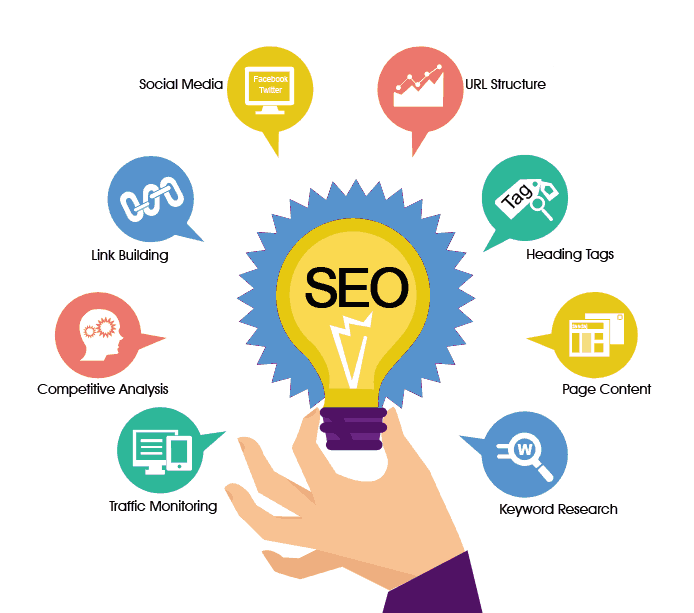 Social Media
Facebook
Twitter
URL Structure
Link Building
Tag
Heading Tags
SEO
Competitive Analysis
Page Content
Traffic Monitoring
W
Keyword Research